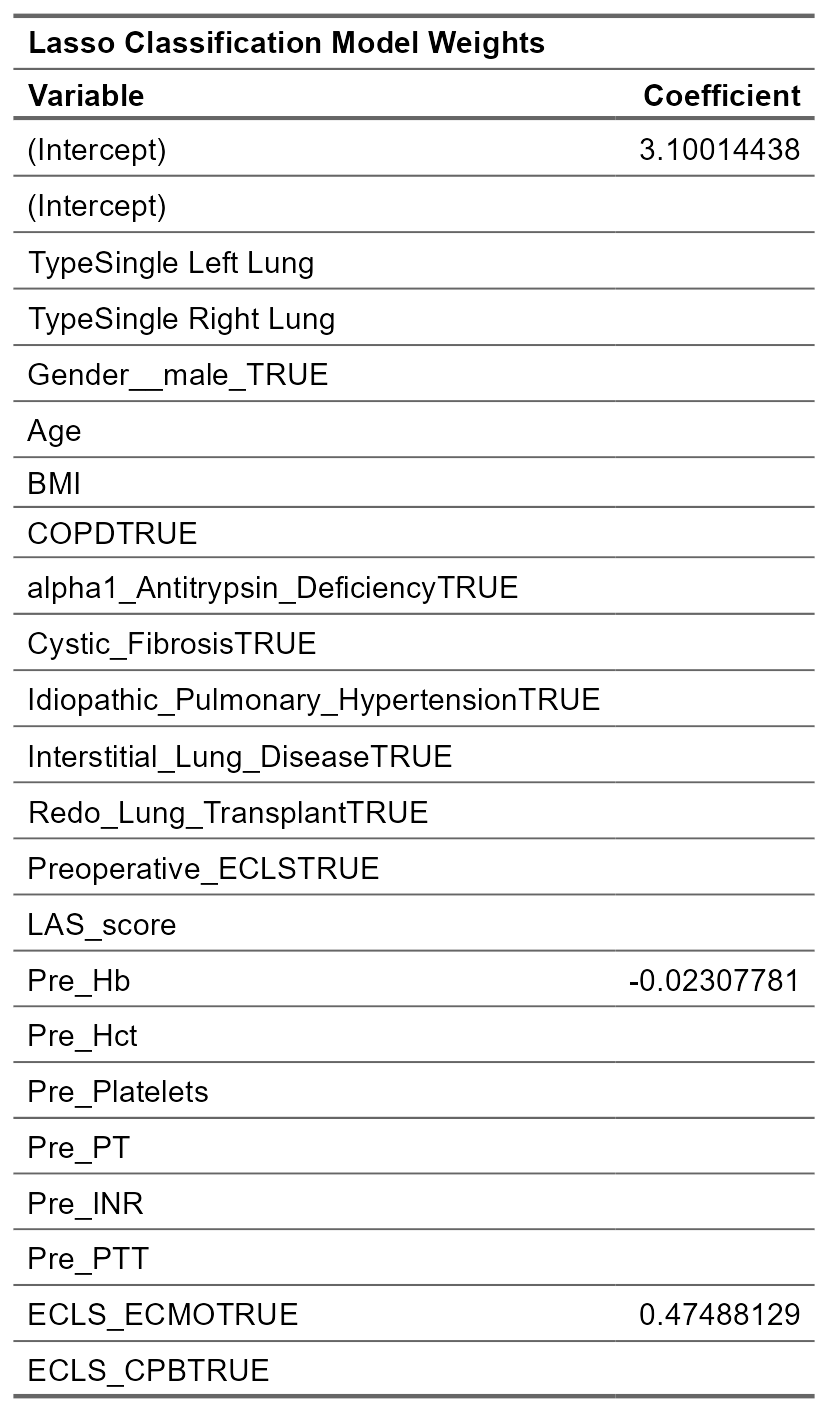 Lasso Classification Model Weights
Variable Coefficient
(Intercept) 3.10014438
(Intercept)
TypeSingle Left Lung
TypeSingle Right Lung
Gender__male_TRUE
Age
BMI
COPDTRUE
alpha1_Antitrypsin_DeficiencyTRUE
Cystic_FibrosisTRUE
Idiopathic_Pulmonary_HypertensionTRUE
Interstitial_Lung_DiseaseTRUE
Redo_Lung_TransplantTRUE
Preoperative_ECLSTRUE
LAS_score
Pre_Hb -0.02307781
Pre_Hct
Pre_Platelets
Pre_PT
Pre_INR
Pre_PTT
ECLS_ECMOTRUE 0.47488129
ECLS_CPBTRUE